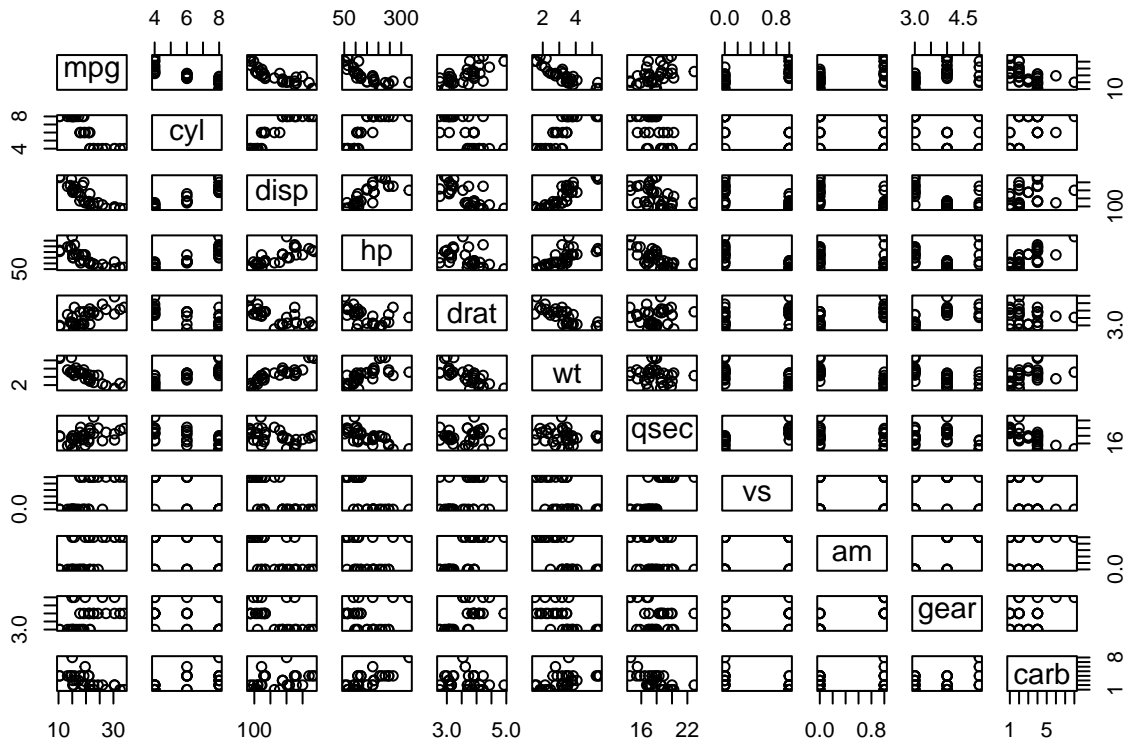 4 6 8 50 300 2 4 0.0 0.8 3.0 4.5
mpg 10
4 8 cyl
disp 100
50 hp
drat 3.0
2 wt
qsec 16
0.0 vs
am 0.0
3.0 gear
carb 1 8
10 30 100 3.0 5.0 16 22 0.0 0.8 1 5